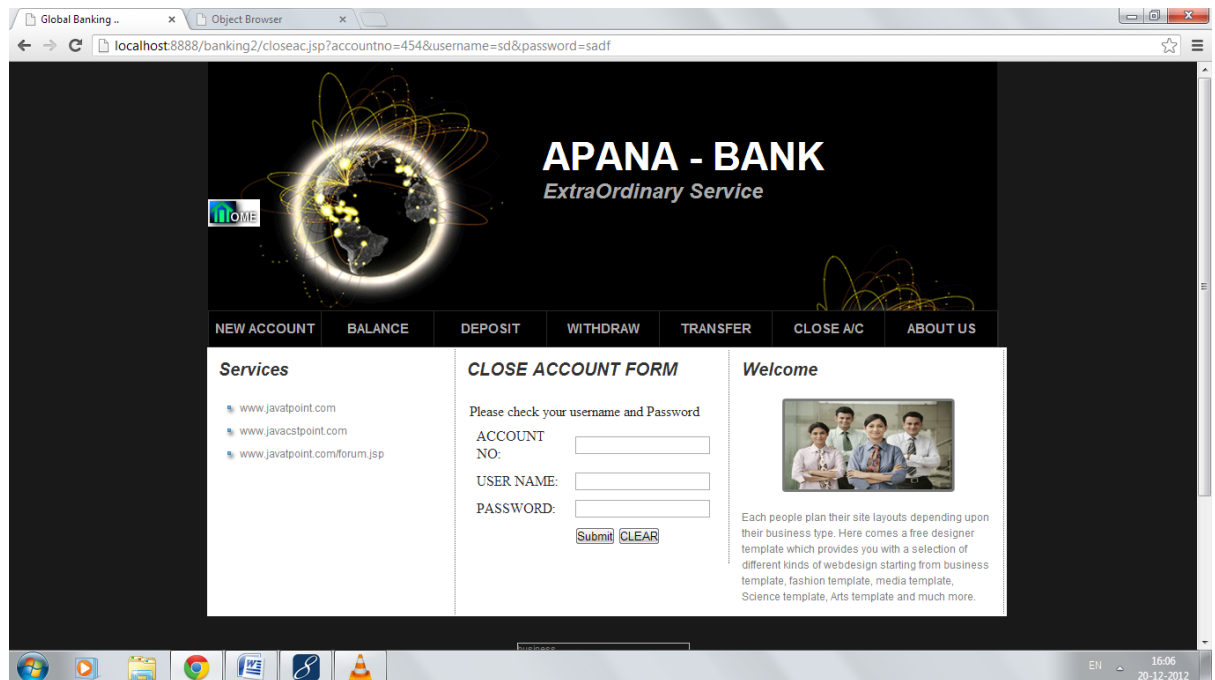 Global Banking ..
Object Browser
localhost:8888/banking2/closeac.jsp?accountno=454&username=sd&password=sadf
APANA - BANK
ExtraOrdinary Service
HOME
NEW ACCOUNT BALANCE DEPOSIT WITHDRAW TRANSFER CLOSE A/C ABOUT US
Services
www.javatpoint.com
www.javacstpoint.com
www.javatpoint.com/forum.jsp
CLOSE ACCOUNT FORM
Please check your username and Password
ACCOUNT
NO:
USER NAME:
PASSWORD:
Submit CLEAR
Welcome
Each people plan their site layouts depending upon
their business type. Here comes a free designer
template which provides you with a selection of
different kinds of webdesign starting from business
template, fashion template, media template,
Science template, Arts template and much more.
business
EN
16:06
20-12-2012